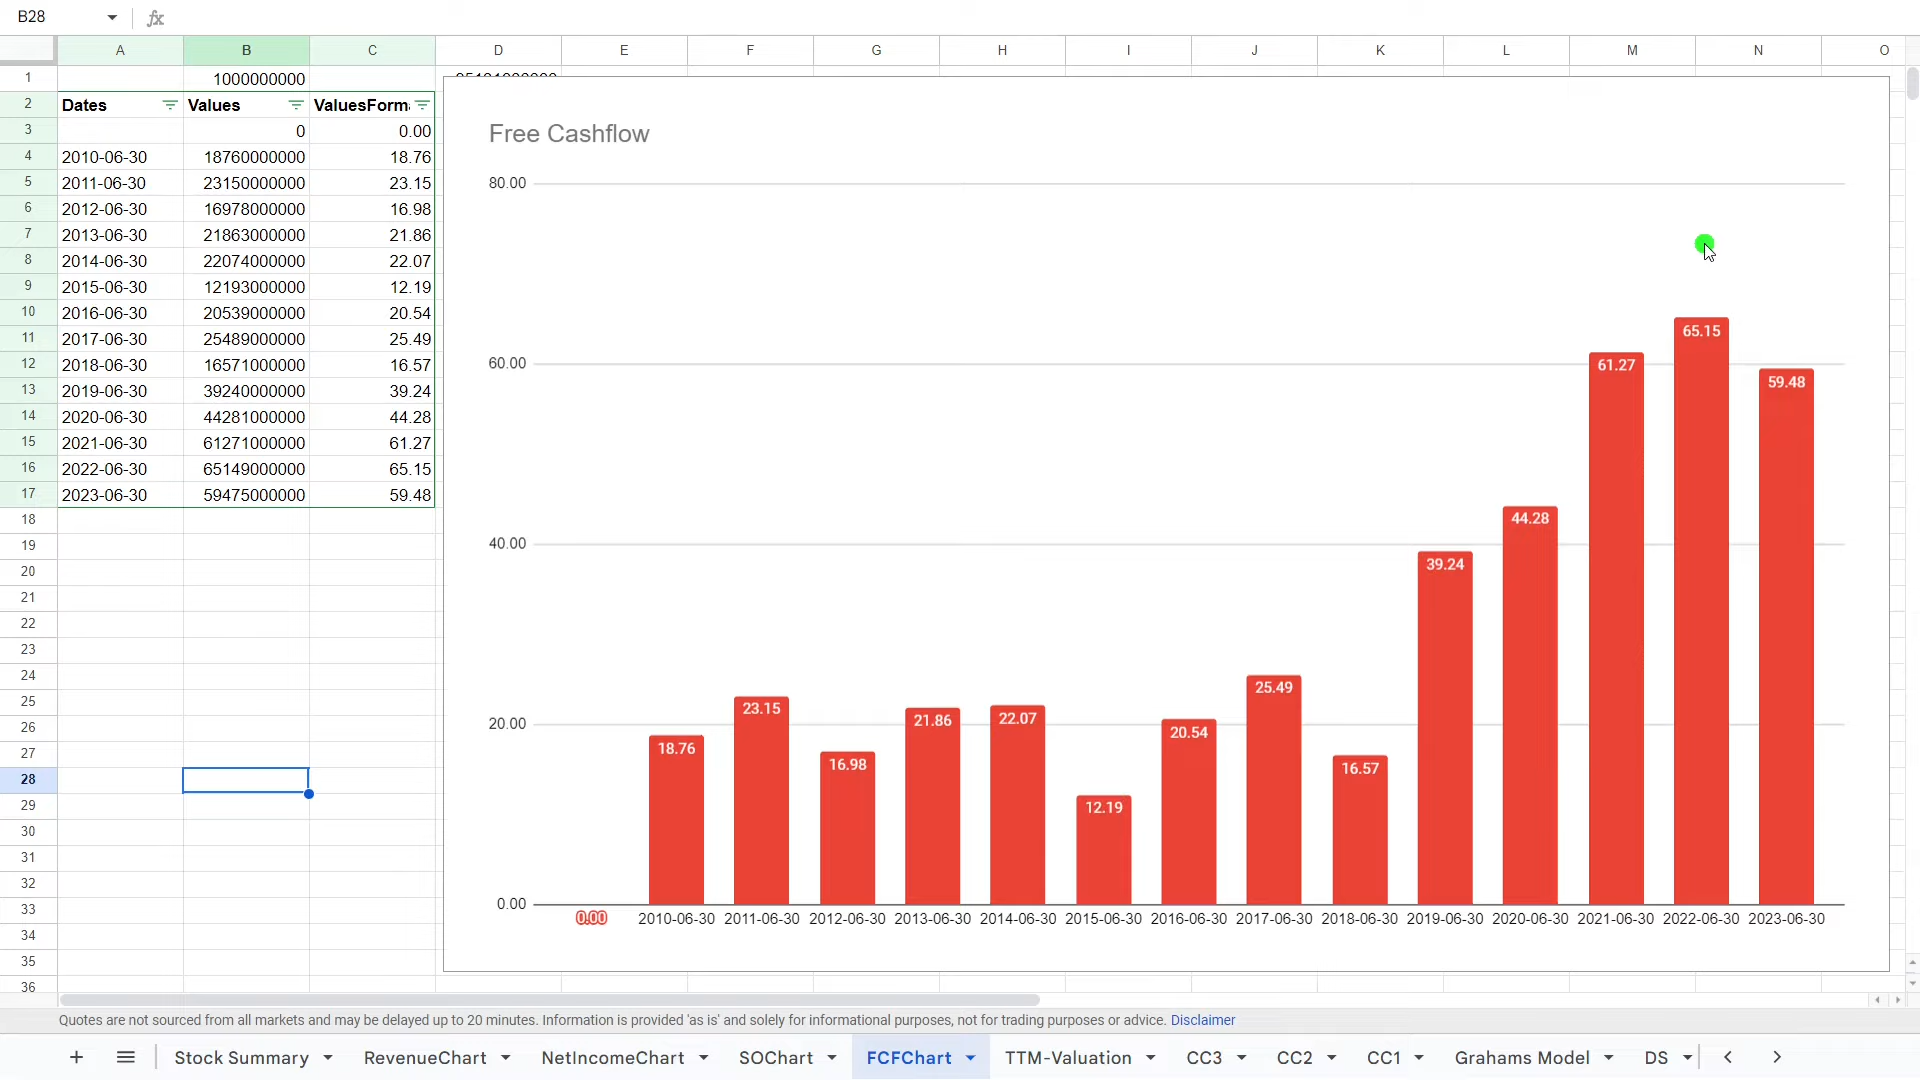 B28
A B C D E F G H I J K L M N O
1 1000000000
2 Dates Values ValuesForm
3 0 0.00
4 2010-06-30 18760000000 18.76
5 2011-06-30 23150000000 23.15
6 2012-06-30 16978000000 16.98
7 2013-06-30 21863000000 21.86
8 2014-06-30 22074000000 22.07
9 2015-06-30 12193000000 12.19
10 2016-06-30 20539000000 20.54
11 2017-06-30 25489000000 25.49
12 2018-06-30 16571000000 16.57
13 2019-06-30 39240000000 39.24
14 2020-06-30 44281000000 44.28
15 2021-06-30 61271000000 61.27
16 2022-06-30 65149000000 65.15
17 2023-06-30 59475000000 59.48
18
19
20
21
22
23
24
25
26
27
28
29
30
31
32
33
34
35
36
Free Cashflow
80.00
60.00
40.00
20.00
0.00
0.00
18.76
23.15
16.98
21.86
22.07
12.19
20.54
25.49
16.57
39.24
44.28
61.27
65.15
59.48
2010-06-30 2011-06-30 2012-06-30 2013-06-30 2014-06-30 2015-06-30 2016-06-30 2017-06-30 2018-06-30 2019-06-30 2020-06-30 2021-06-30 2022-06-30 2023-06-30
Quotes are not sourced from all markets and may be delayed up to 20 minutes. Information is provided 'as is' and solely for informational purposes, not for trading purposes or advice. Disclaimer
Stock Summary RevenueChart NetIncomeChart SOChart FCFChart TTM-Valuation CC3 CC2 CC1 Grahams Model DS